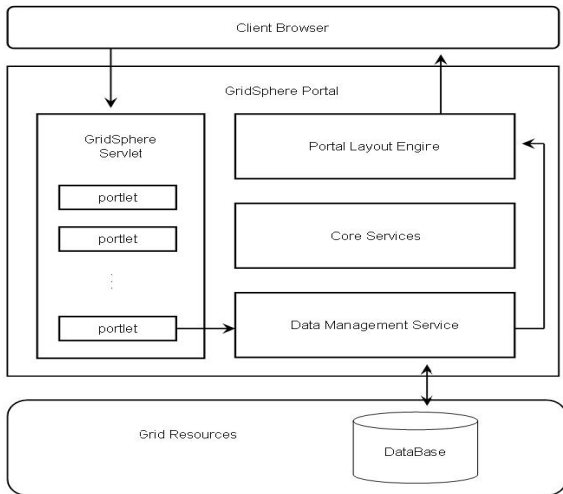 Client Browser
GridSphere Portal
GridSphere
Servlet
portlet
portlet
portlet
Portal Layout Engine
Core Services
Data Management Service
Grid Resources
DataBase